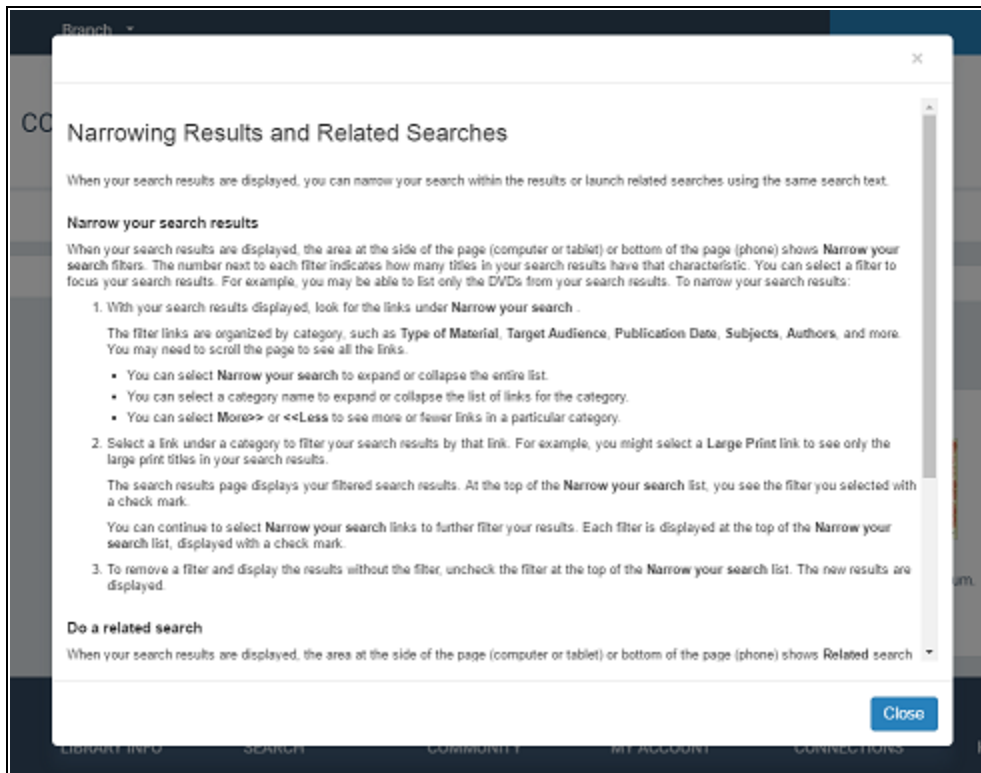 Branch
×
CC
Narrowing Results and Related Searches
When your search results are displayed, you can narrow your search within the results or launch related searches using the same search text.
Narrow your search results
When your search results are displayed, the area at the side of the page (computer or tablet) or bottom of the page (phone) shows Narrow your
search filters. The number next to each filter indicates how many titles in your search results have that characteristic. You can select a filter to
focus your search results. For example, you may be able to list only the DVDs from your search results. To narrow your search results:
1. With your search results displayed, look for the links under Narrow your search .
The filter links are organized by category, such as Type of Material, Target Audience, Publication Date, Subjects, Authors, and more.
You may need to scroll the page to see all the links.
• You can select Narrow your search to expand or collapse the entire list.
• You can select a category name to expand or collapse the list of links for the category.
• You can select More>> or <<Less to see more or fewer links in a particular category.
2. Select a link under a category to filter your search results by that link. For example, you might select a Large Print link to see only the
large print titles in your search results.
The search results page displays your filtered search results. At the top of the Narrow your search list, you see the filter you selected with
a check mark.
You can continue to select Narrow your search links to further filter your results. Each filter is displayed at the top of the Narrow your
search list, displayed with a check mark.
3. To remove a filter and display the results without the filter, uncheck the filter at the top of the Narrow your search list. The new results are
displayed.
um.
Do a related search
When your search results are displayed, the area at the side of the page (computer or tablet) or bottom of the page (phone) shows Related search
Close
LIBRARY INFO SEARCH COMMUNITY MY ACCOUNT CONNECTIONS